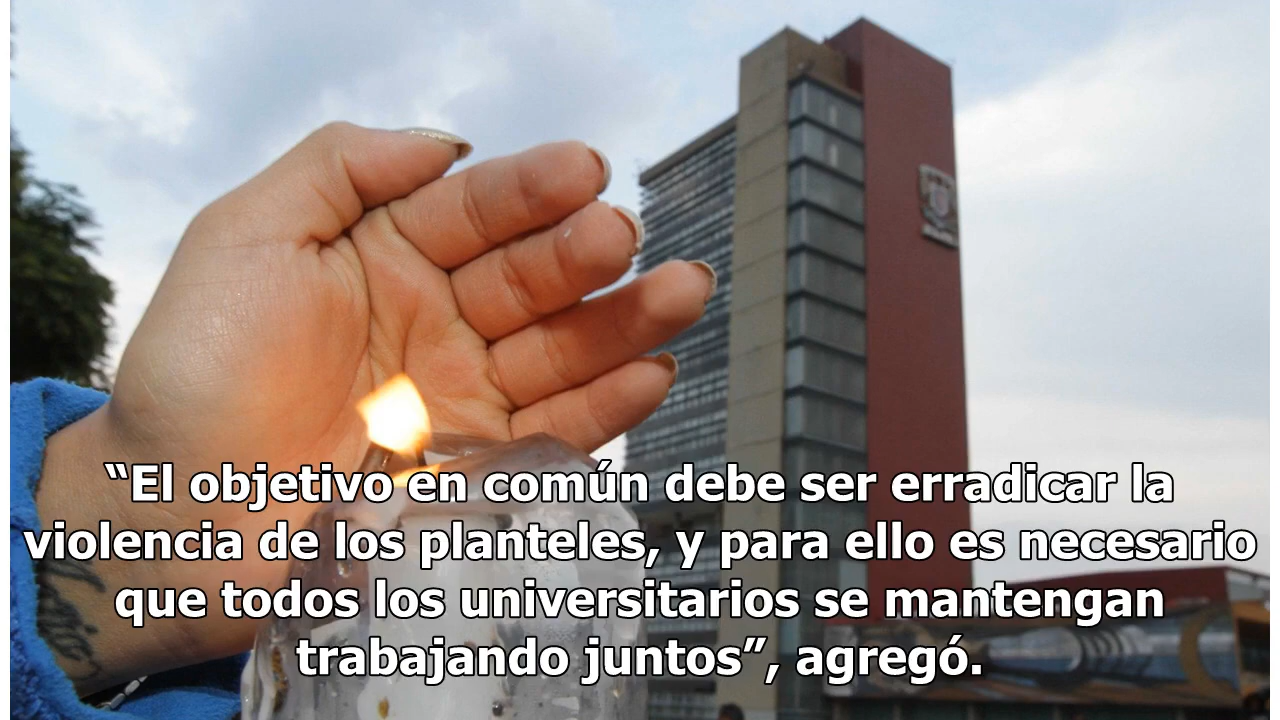 “El objetivo en común debe ser erradicar la
violencia de los planteles, y para ello es necesario
que todos los universitarios se mantengan
trabajando juntos”, agregó.